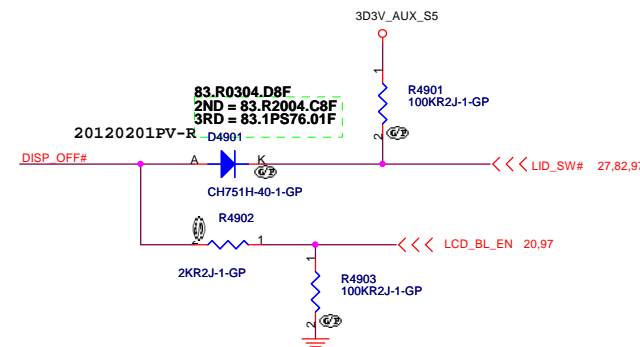 3D3V_AUX_S5
83.R0304.D8F
2ND = 83.R2004.C8F
3RD = 83.1PS76.01F
1
R4901
100KR2J-1-GP
2
G/P
20120201PV-R
D4901
DISP_OFF#
A
K
G/P
CH751H-40-1-GP
LID_SW# 27,82,97
R4902
G/P
2
1
2KR2J-1-GP
LCD_BL_EN 20,97
1
R4903
100KR2J-1-GP
2
G/P